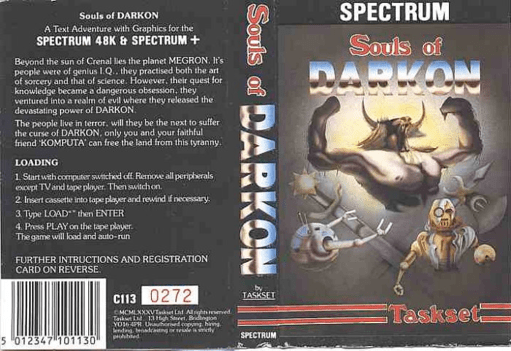 Souls of DARKON
A Text Adventure with Graphics for the
SPECTRUM 48K & SPECTRUM +
Beyond the sun of Crenal lies the planet MEGRON. It's
people were of genius I.Q., they practised both the art
of sorcery and that of science. However, their quest for
knowledge became a dangerous obsession, they
ventured into a realm of evil where they released the
devastating power of DARKON.
The people live in terror, will they be the next to suffer
the curse of DARKON, only you and your faithful
friend 'KOMPUTA' can free the land from this tyranny.
LOADING
1. Start with computer switched off. Remove all peripherals
except TV and tape player. Then switch on.
2. Insert cassette into tape player and rewind if necessary.
3. Type LOAD"" then ENTER
4. Press PLAY on the tape player.
The game will load and auto-run
FURTHER INTRUCTIONS AND REGISTRATION
CARD ON REVERSE.
C113 0272
©MCMLXXXV Taskset Ltd. All rights reserved.
Taskset Ltd 13 High Street, Bridlington
YO16 4PR. Unauthorised copying, hiring,
lending, broadcasting or resale is strictly
prohibited.
5 012347 101130
Souls of DARKON
by
TASKSET
SPECTRUM
SPECTRUM
Souls of
DARKON
Taskset